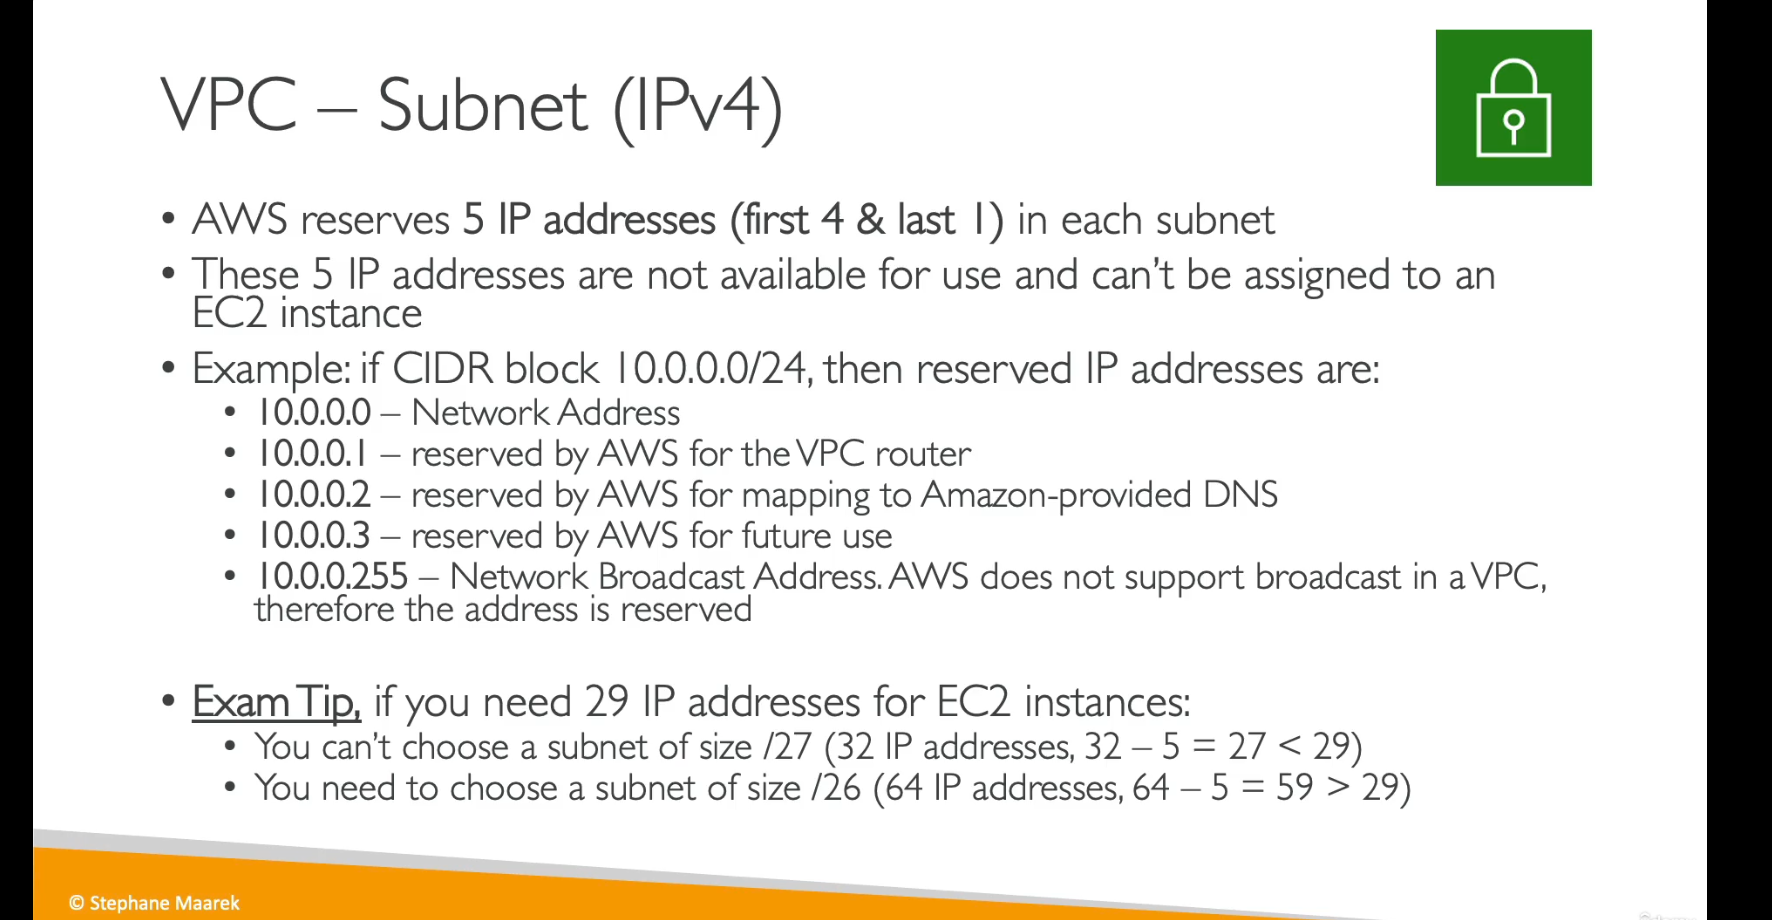 VPC – Subnet (IPv4)
• AWS reserves 5 IP addresses (first 4 & last 1) in each subnet
• These 5 IP addresses are not available for use and can’t be assigned to an
EC2 instance
• Example: if CIDR block 10.0.0.0/24, then reserved IP addresses are:
• 10.0.0.0 – Network Address
• 10.0.0.1 – reserved by AWS for the VPC router
• 10.0.0.2 – reserved by AWS for mapping to Amazon-provided DNS
• 10.0.0.3 – reserved by AWS for future use
• 10.0.0.255 – Network Broadcast Address. AWS does not support broadcast in a VPC,
therefore the address is reserved
• Exam Tip, if you need 29 IP addresses for EC2 instances:
• You can’t choose a subnet of size /27 (32 IP addresses, 32 – 5 = 27 < 29)
• You need to choose a subnet of size /26 (64 IP addresses, 64 – 5 = 59 > 29)
© Stephane Maarek